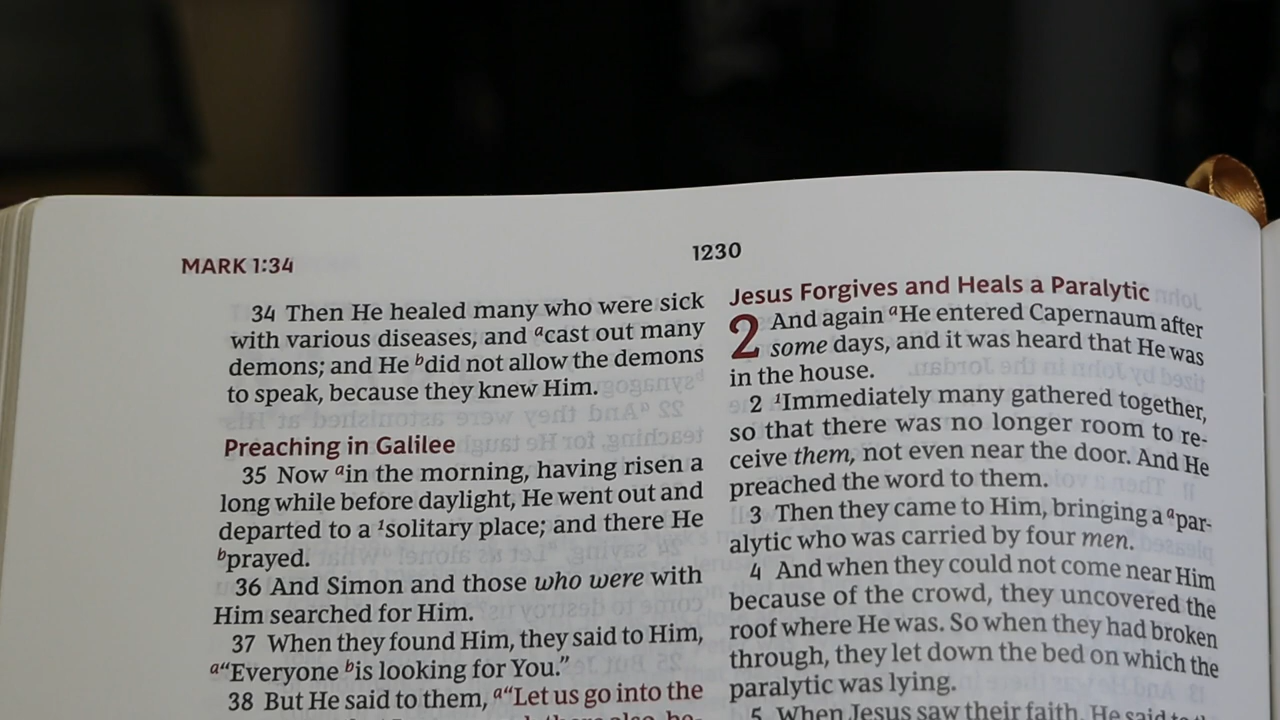 MARK 1:34
1230
34 Then He healed many who were sick
with various diseases, and ᵃcast out many
demons; and He ᵇdid not allow the demons
to speak, because they knew Him.
Preaching in Galilee
35 Now ᵃin the morning, having risen a
long while before daylight, He went out and
departed to a ¹solitary place; and there He
ᵇprayed.
36 And Simon and those who were with
Him searched for Him.
37 When they found Him, they said to Him,
ᵃ“Everyone ᵇis looking for You.”
38 But He said to them, ᵃ“Let us go into the
Jesus Forgives and Heals a Paralytic
2 And again ᵃHe entered Capernaum after
some days, and it was heard that He was
in the house.
2 ¹Immediately many gathered together,
so that there was no longer room to re-
ceive them, not even near the door. And He
preached the word to them.
3 Then they came to Him, bringing a ᵃpar-
alytic who was carried by four men.
4 And when they could not come near Him
because of the crowd, they uncovered the
roof where He was. So when they had broken
through, they let down the bed on which the
paralytic was lying.
5 When Jesus saw their faith, He said to